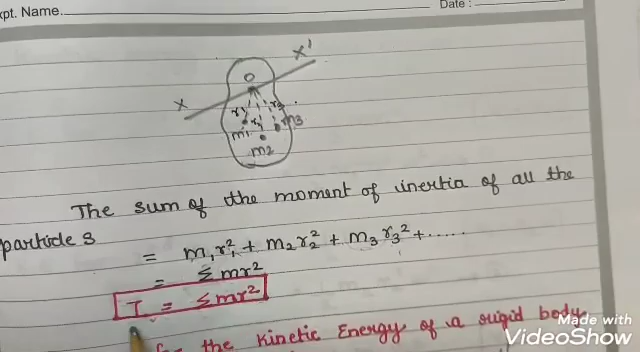 xpt. Name.
Date :
X'
O
X
r1 r2 r3
m1 m3
m2
The sum of the moment of inertia of all the
particles
= m₁r₁² + m₂r₂² + m₃r₃² + ......
= Σmr²
I = Σmr²
the Kinetic Energy of a rigid body
Made with
VideoShow